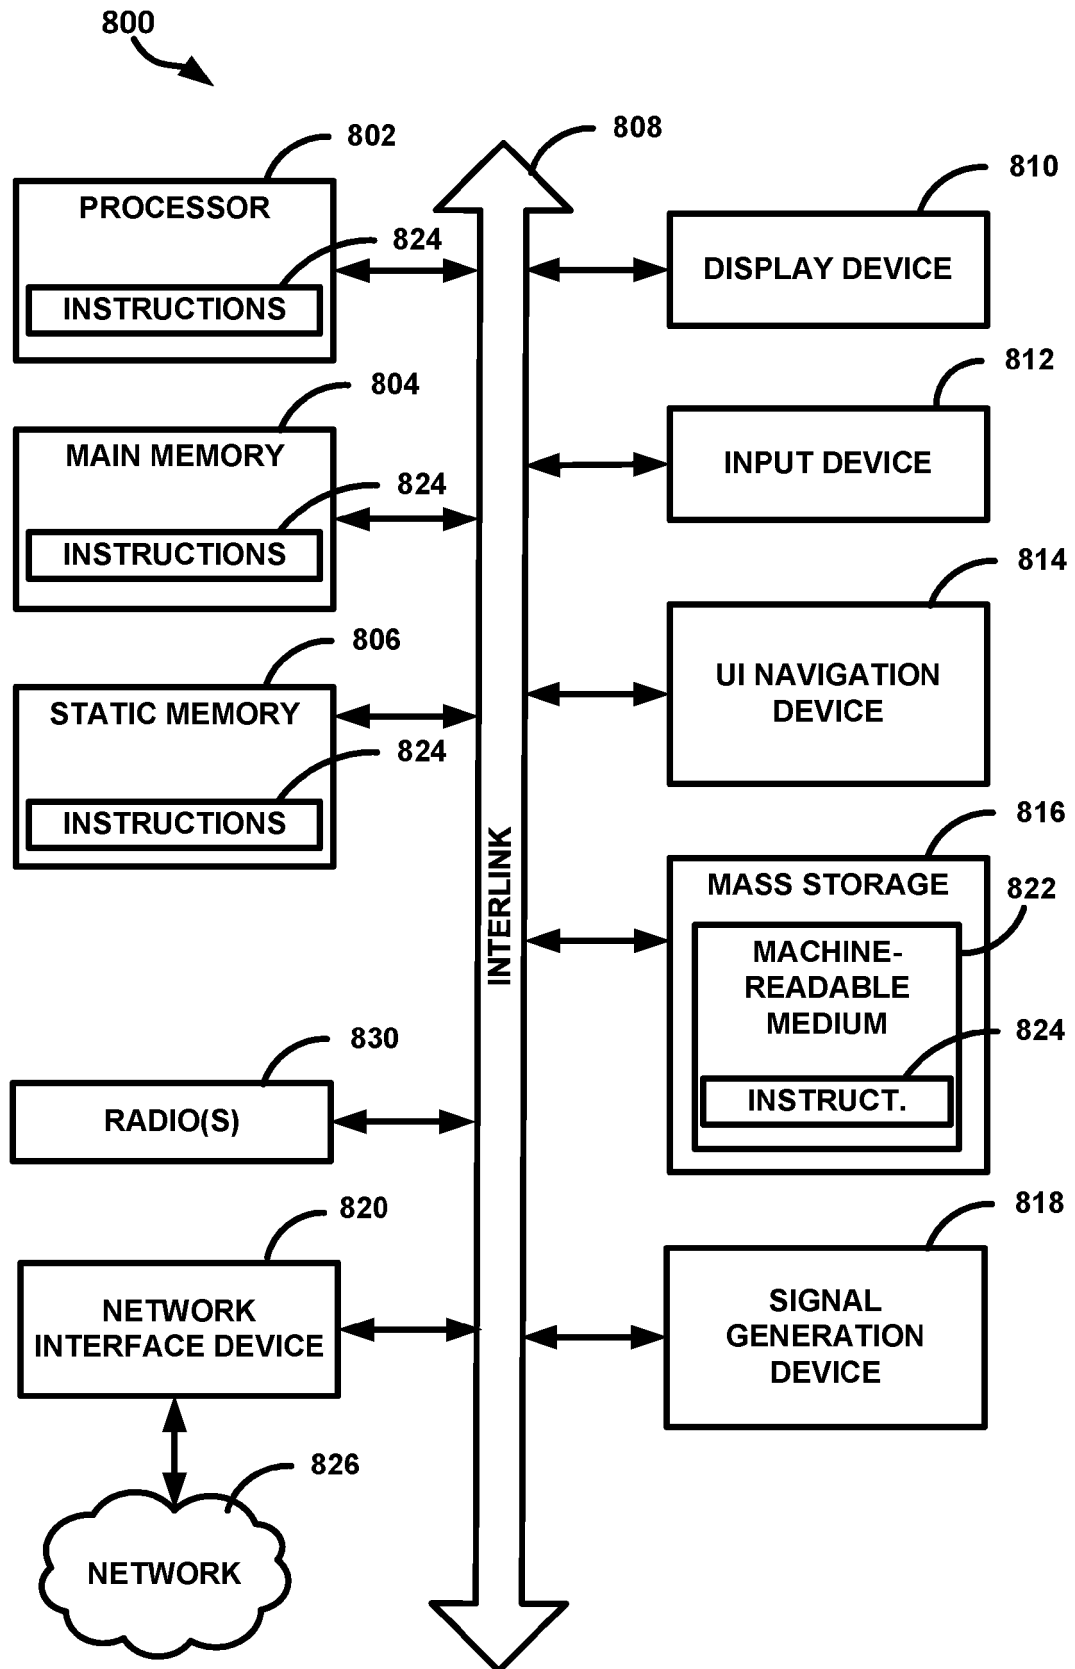 800
802
PROCESSOR
824
INSTRUCTIONS
804
MAIN MEMORY
824
INSTRUCTIONS
806
STATIC MEMORY
824
INSTRUCTIONS
830
RADIO(S)
820
NETWORK
INTERFACE DEVICE
826
NETWORK
808
INTERLINK
810
DISPLAY DEVICE
812
INPUT DEVICE
814
UI NAVIGATION
DEVICE
816
MASS STORAGE
822
MACHINE-
READABLE
MEDIUM
824
INSTRUCT.
818
SIGNAL
GENERATION
DEVICE